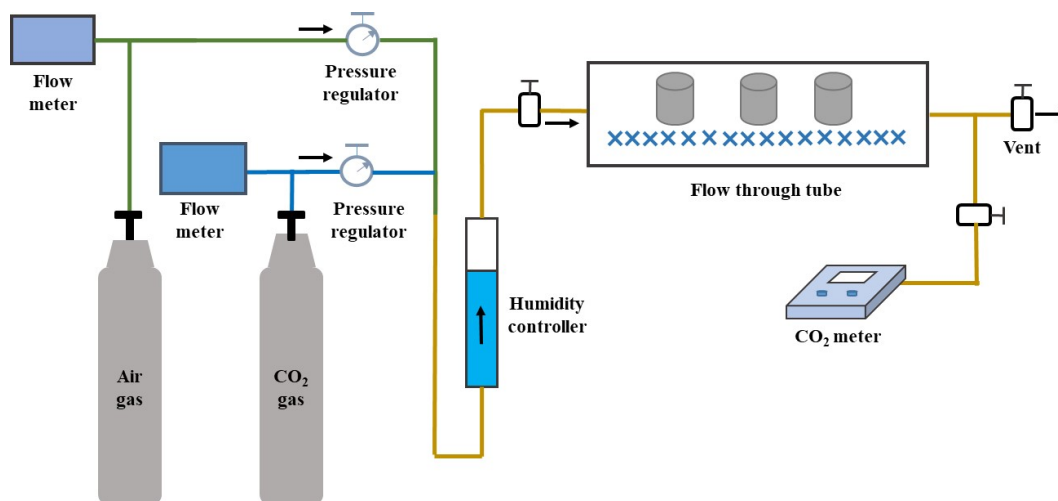 Flow
meter
Pressure
regulator
Flow
meter
Pressure
regulator
Air
gas
CO₂
gas
Humidity
controller
Flow through tube
Vent
CO₂ meter